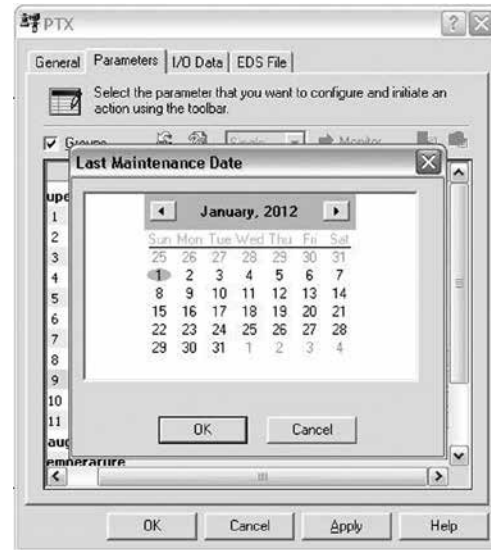 PTX
General Parameters I/O Data EDS File
Select the parameter that you want to configure and initiate an
action using the toolbar.
Groups Single Monitor
Last Maintenance Date
January, 2012
Sun Mon Tue Wed Thu Fri Sat
25 26 27 28 29 30 31
1 2 3 4 5 6 7
8 9 10 11 12 13 14
15 16 17 18 19 20 21
22 23 24 25 26 27 28
29 30 31 1 2 3 4
OK Cancel
upe
1
2
3
4
5
6
7
8
9
10
11
aug
emperature
OK Cancel Apply Help